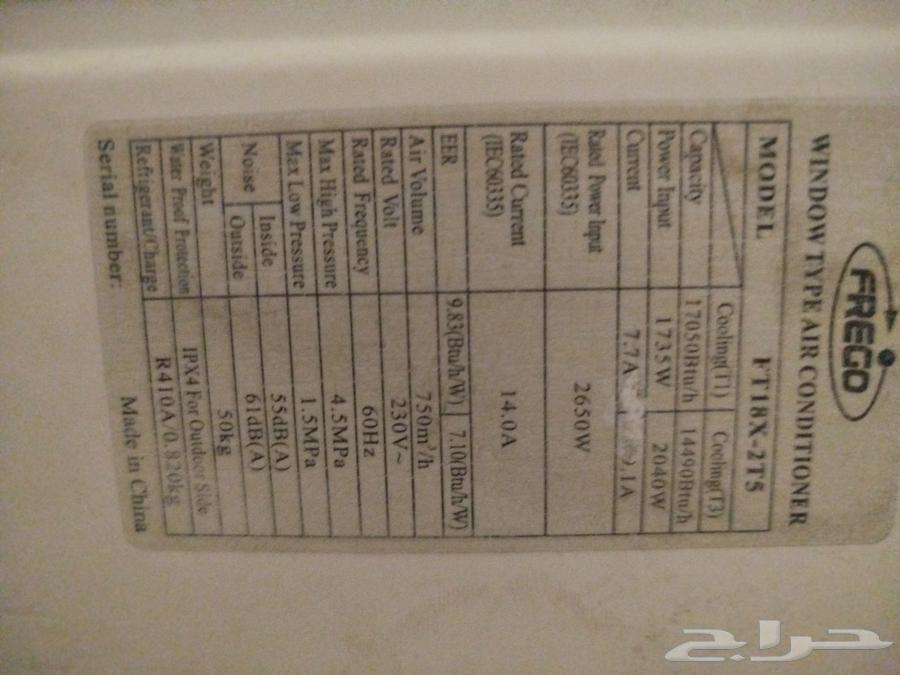 FREGO
WINDOW TYPE AIR CONDITIONER
MODEL FT18X-2T5
Cooling(T1) Cooling(T3)
Capacity 17050Btu/h 14490Btu/h
Power Input 1735W 2040W
Current 7.7A .1A
Rated Power Input (IEC60335) 2650W
Rated Current (IEC60335) 14.0A
EER 9.83(Btu/h/W) 7.10(Btu/h/W)
Air Volume 750m³/h
Rated Volt 230V~
Rated Frequency 60Hz
Max High Pressure 4.5MPa
Max Low Pressure 1.5MPa
Noise Inside 55dB(A)
Outside 61dB(A)
Weight 50kg
Water Proof Protection IPX4 For Outdoor Side
Refrigerant/Charge R410A/0.820kg
Serial number: Made in China
حراج